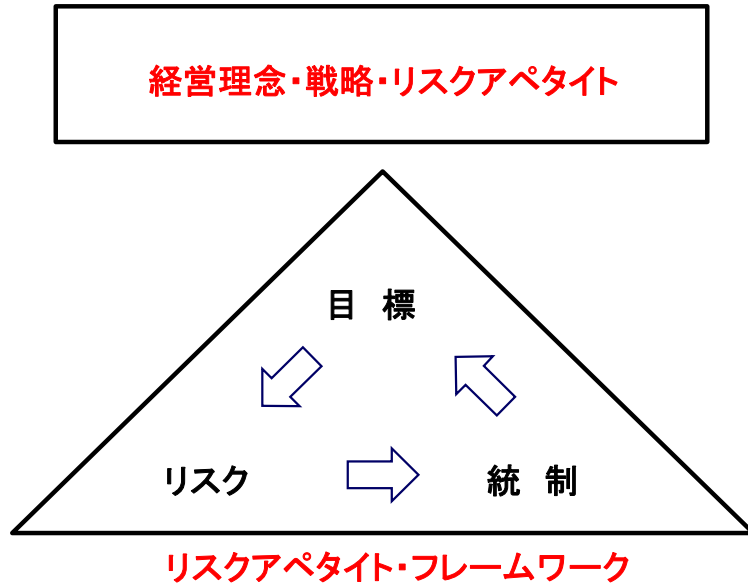 経営理念・戦略・リスクアペタイト
目 標
リスク
統 制
リスクアペタイト・フレームワーク